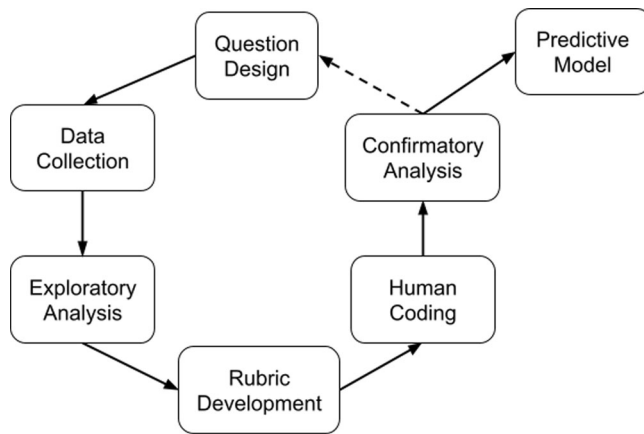 Question
Design
Predictive
Model
Data
Collection
Confirmatory
Analysis
Exploratory
Analysis
Human
Coding
Rubric
Development